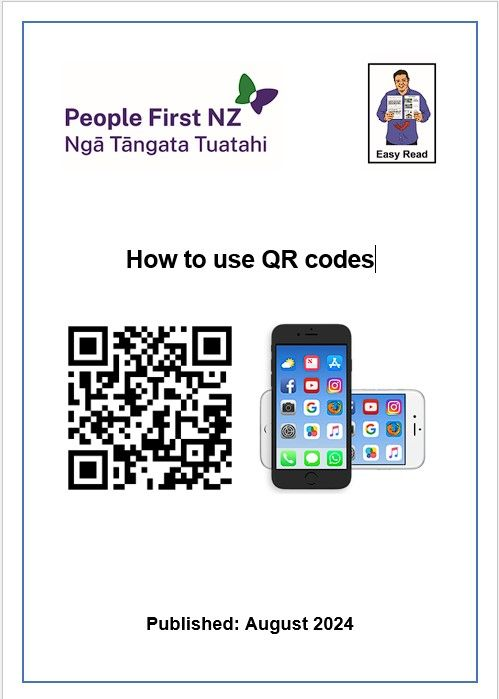 People First NZ
Ngā Tāngata Tuatahi
Easy Read
How to use QR codes
Published: August 2024